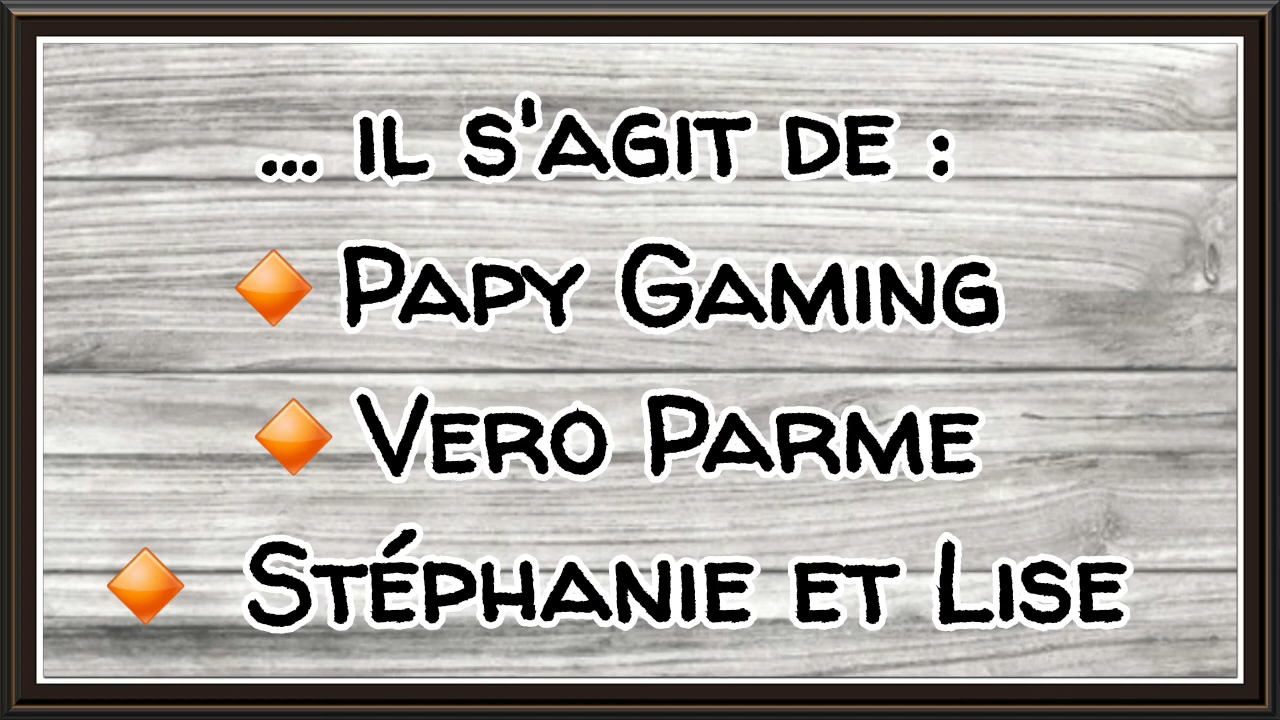 ... il s'agit de :
🔸 Papy Gaming
🔸 Vero Parme
🔸 Stéphanie et Lise